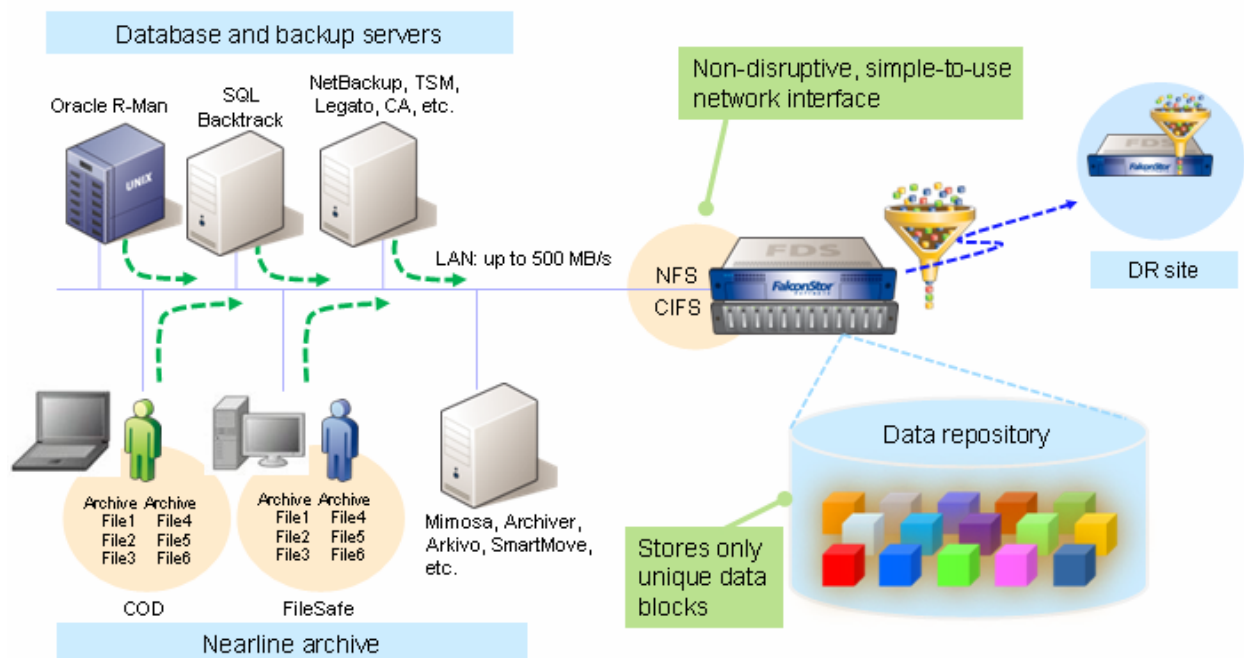 Database and backup servers
Oracle R-Man
SQL
Backtrack
NetBackup, TSM,
Legato, CA, etc.
UNIX
LAN: up to 500 MB/s
Non-disruptive, simple-to-use
network interface
NFS
CIFS
FDS
FalconStor
SOFTWARE
FDS
FalconStor
DR site
Archive Archive
File1 File4
File2 File5
File3 File6
COD
Archive Archive
File1 File4
File2 File5
File3 File6
FileSafe
Mimosa, Archiver,
Arkivo, SmartMove,
etc.
Nearline archive
Data repository
Stores only
unique data
blocks